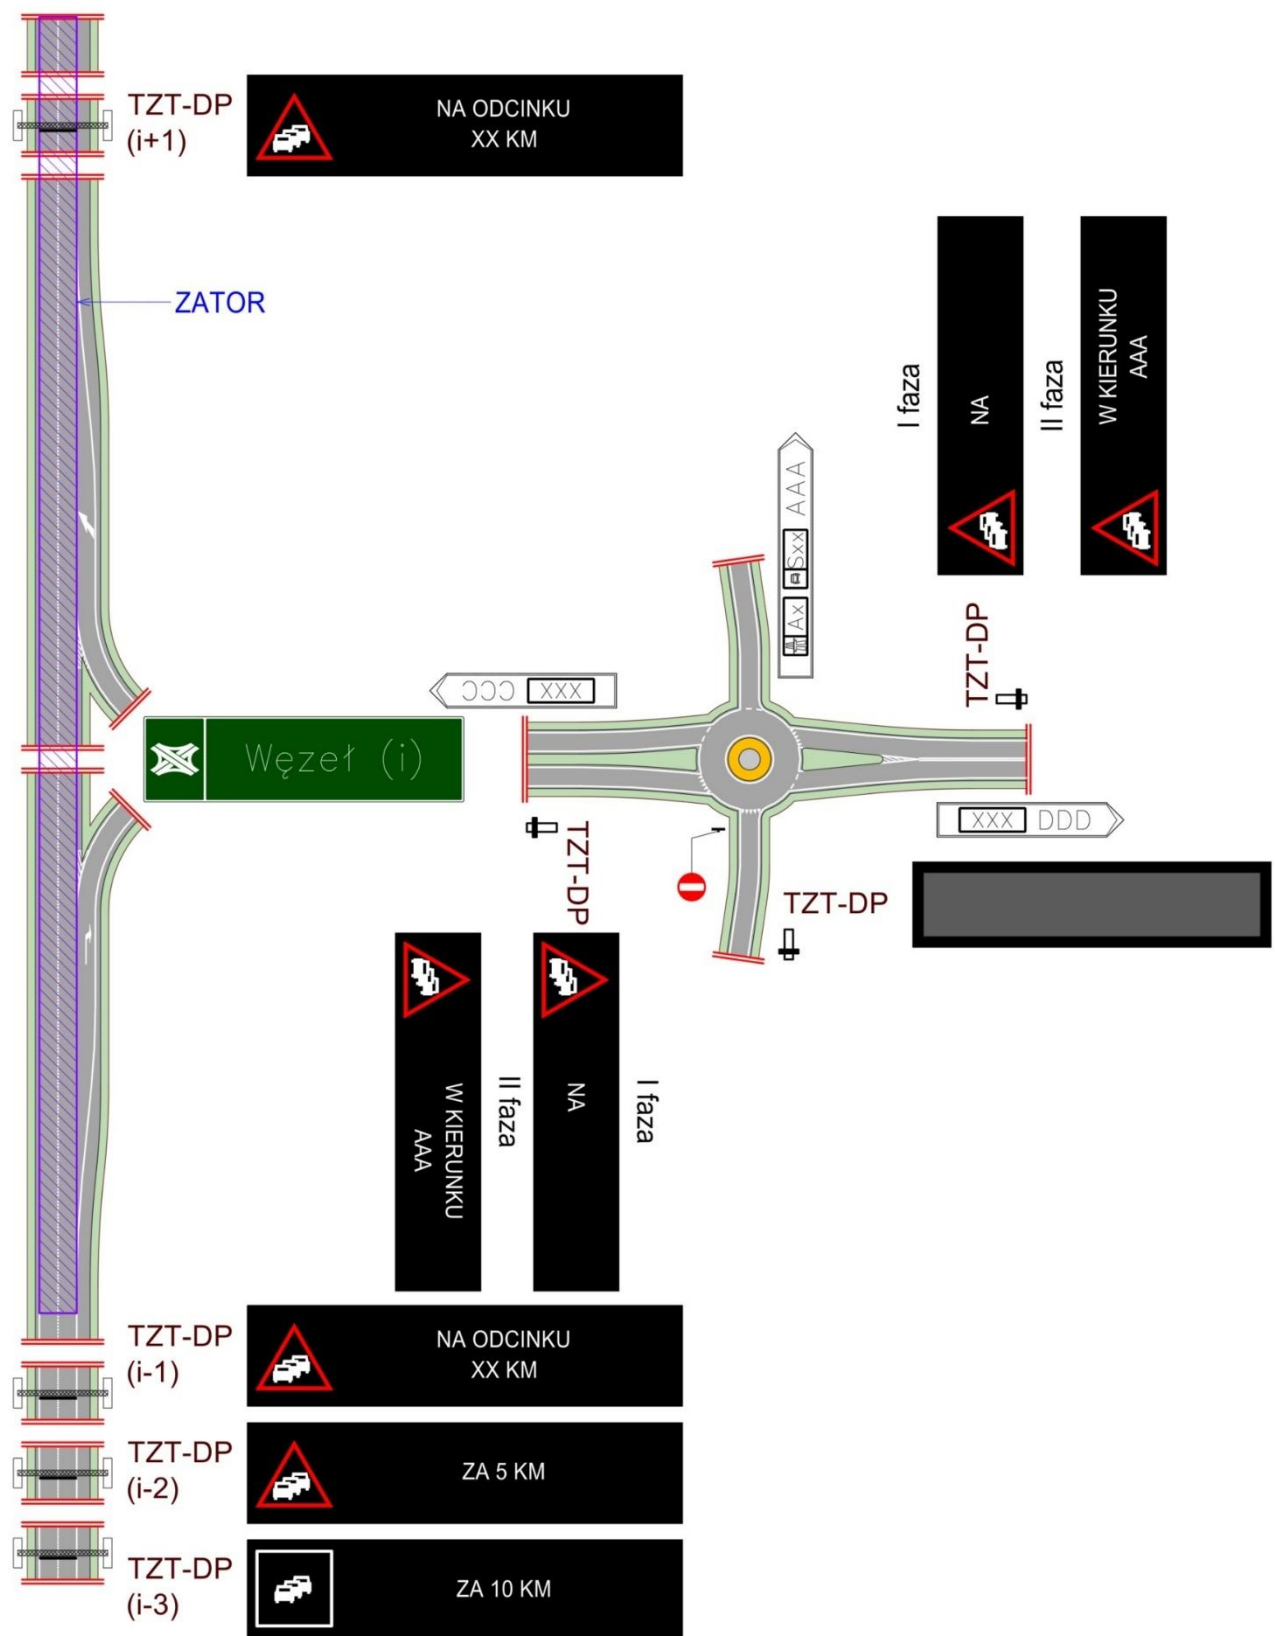 TZT-DP
(i+1)
NA ODCINKU
XX KM
ZATOR
I faza
NA
II faza
W KIERUNKU
AAA
Ax Sxx AAA
TZT-DP
CCC XXX
Węzeł (i)
XXX DDD
TZT-DP
TZT-DP
W KIERUNKU
AAA
II faza
NA
I faza
TZT-DP
(i-1)
NA ODCINKU
XX KM
TZT-DP
(i-2)
ZA 5 KM
TZT-DP
(i-3)
ZA 10 KM